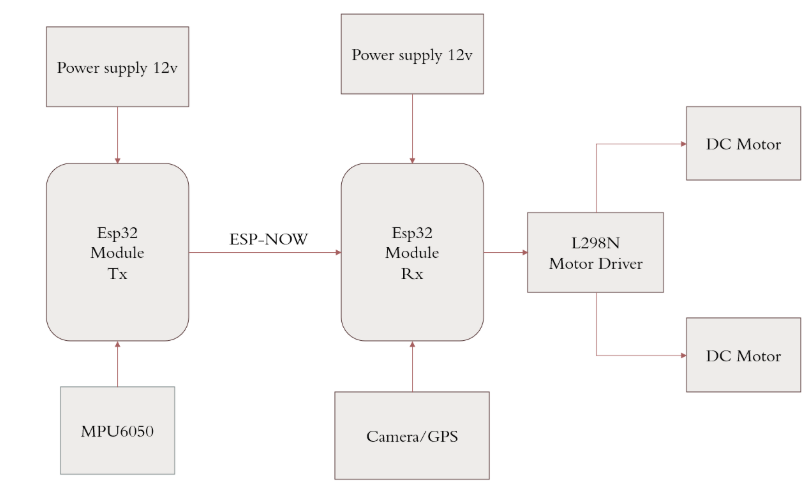 Power supply 12v
Power supply 12v
DC Motor
Esp32
Module
Tx
ESP-NOW
Esp32
Module
Rx
L298N
Motor Driver
DC Motor
MPU6050
Camera/GPS